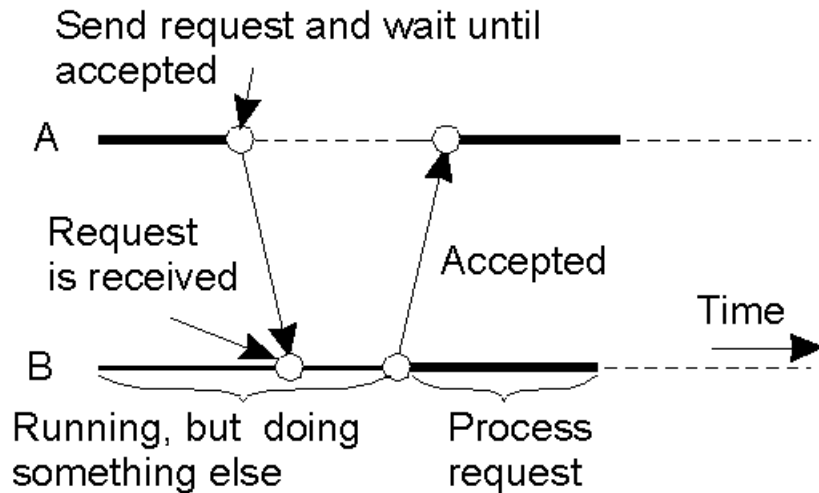 Send request and wait until
accepted
A
Request
is received
Accepted
Time
B
Running, but doing
something else
Process
request